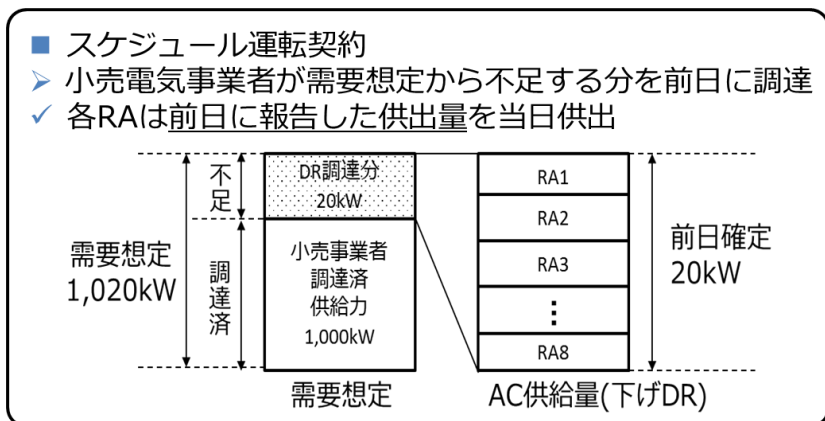 ■ スケジュール運転契約
➢ 小売電気事業者が需要想定から不足する分を前日に調達
✓ 各RAは前日に報告した供出量を当日供出
需要想定
1,020kW
不足
調達済
DR調達分
20kW
小売事業者
調達済
供給力
1,000kW
需要想定
RA1
RA2
RA3
⋮
RA8
AC供給量(下げDR)
前日確定
20kW